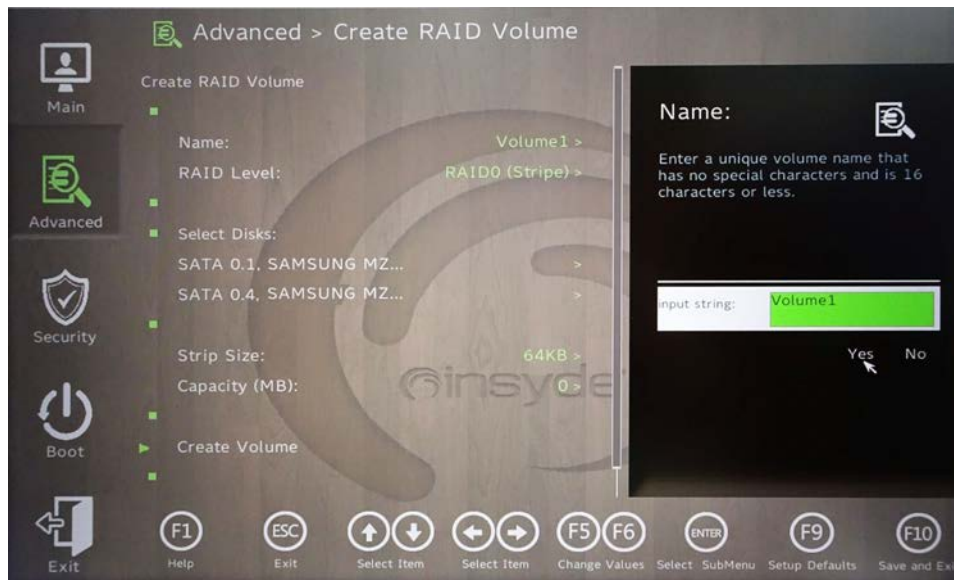 Advanced > Create RAID Volume
Main
Advanced
Security
Boot
Exit
Create RAID Volume
Name: Volume1 >
RAID Level: RAID0 (Stripe) >
Select Disks:
SATA 0.1, SAMSUNG MZ... >
SATA 0.4, SAMSUNG MZ... >
Strip Size: 64KB >
Capacity (MB): 0 >
Create Volume
insyde
Name:
Enter a unique volume name that
has no special characters and is 16
characters or less.
input string: Volume1
Yes No
F1 ESC F5 F6 ENTER F9 F10
Help Exit Select Item Select Item Change Values Select SubMenu Setup Defaults Save and Exi